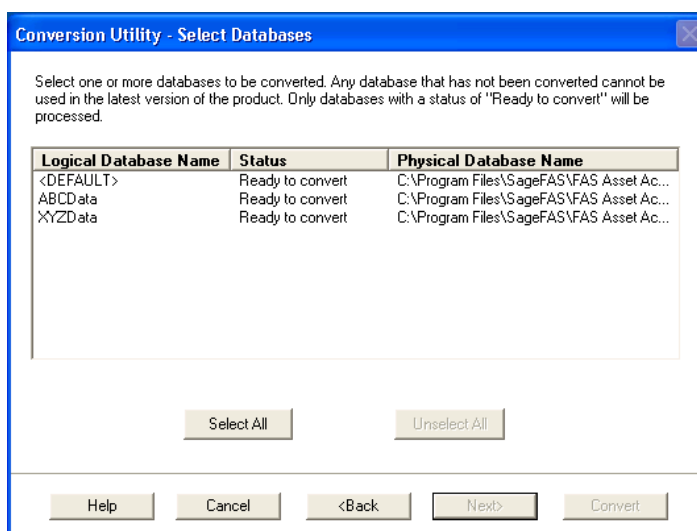 Conversion Utility - Select Databases
Select one or more databases to be converted. Any database that has not been converted cannot be
used in the latest version of the product. Only databases with a status of "Ready to convert" will be
processed.
Logical Database Name Status Physical Database Name
<DEFAULT> Ready to convert C:\Program Files\SageFAS\FAS Asset Ac...
ABCData Ready to convert C:\Program Files\SageFAS\FAS Asset Ac...
XYZData Ready to convert C:\Program Files\SageFAS\FAS Asset Ac...
Select All Unselect All
Help Cancel <Back Next> Convert